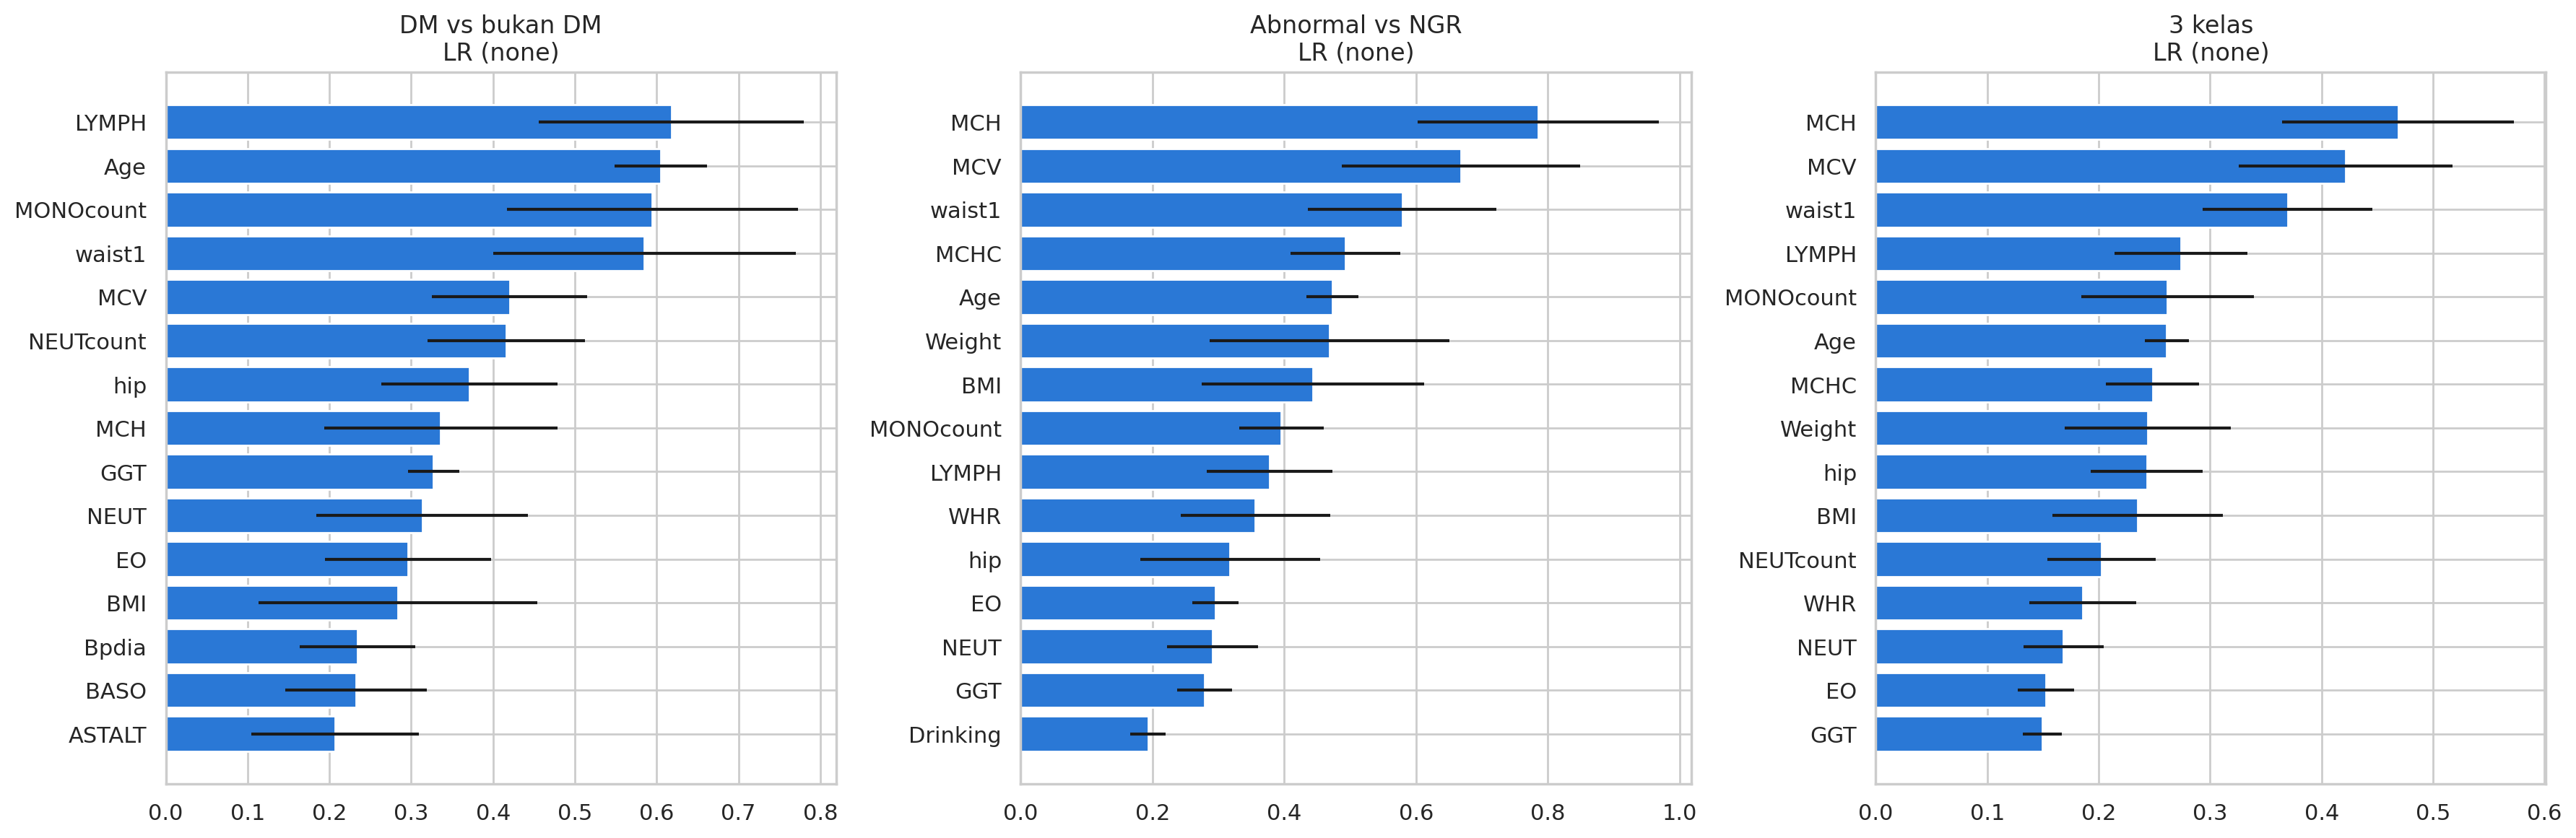 DM vs bukan DM
LR (none)
LYMPH
Age
MONOcount
waist1
MCV
NEUTcount
hip
MCH
GGT
NEUT
EO
BMI
Bpdia
BASO
ASTALT
0.0 0.1 0.2 0.3 0.4 0.5 0.6 0.7 0.8
Abnormal vs NGR
LR (none)
MCH
MCV
waist1
MCHC
Age
Weight
BMI
MONOcount
LYMPH
WHR
hip
EO
NEUT
GGT
Drinking
0.0 0.2 0.4 0.6 0.8 1.0
3 kelas
LR (none)
MCH
MCV
waist1
LYMPH
MONOcount
Age
MCHC
Weight
hip
BMI
NEUTcount
WHR
NEUT
EO
GGT
0.0 0.1 0.2 0.3 0.4 0.5 0.6